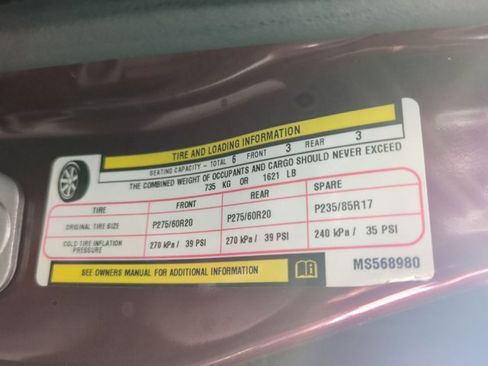 TIRE AND LOADING INFORMATION
SEATING CAPACITY - TOTAL 6 FRONT 3 REAR 3
THE COMBINED WEIGHT OF OCCUPANTS AND CARGO SHOULD NEVER EXCEED
735 KG OR 1621 LB
TIRE FRONT REAR SPARE
ORIGINAL TIRE SIZE P275/60R20 P275/60R20 P235/85R17
COLD TIRE INFLATION PRESSURE 270 kPa / 39 PSI 270 kPa / 39 PSI 240 kPa / 35 PSI
SEE OWNERS MANUAL FOR ADDITIONAL INFORMATION
MS568980